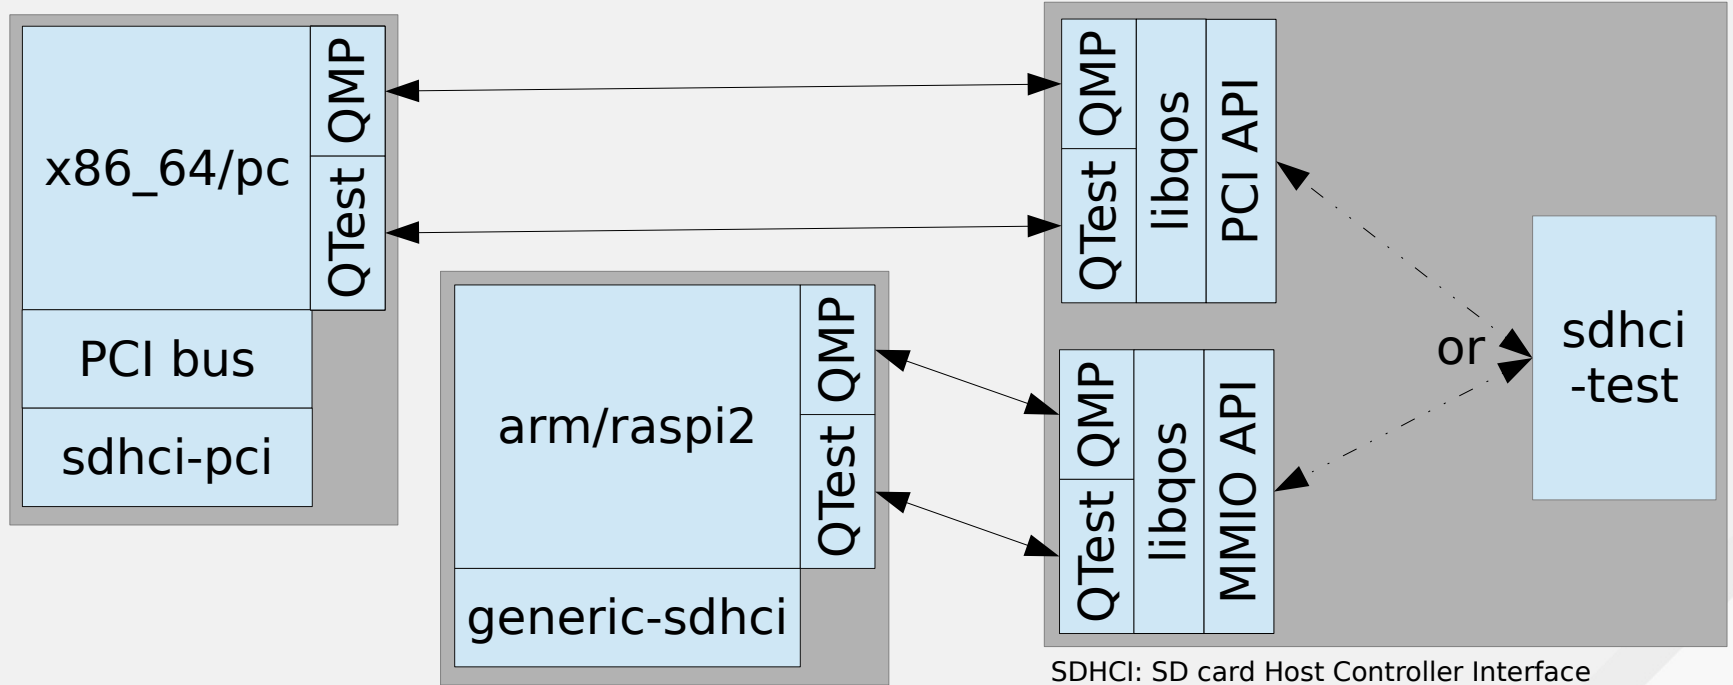 x86_64/pc
QMP
QTest
PCI bus
sdhci-pci
arm/raspi2
QMP
QTest
generic-sdhci
QMP
QTest
libqos
PCI API
QMP
QTest
libqos
MMIO API
or
sdhci
-test
SDHCI: SD card Host Controller Interface